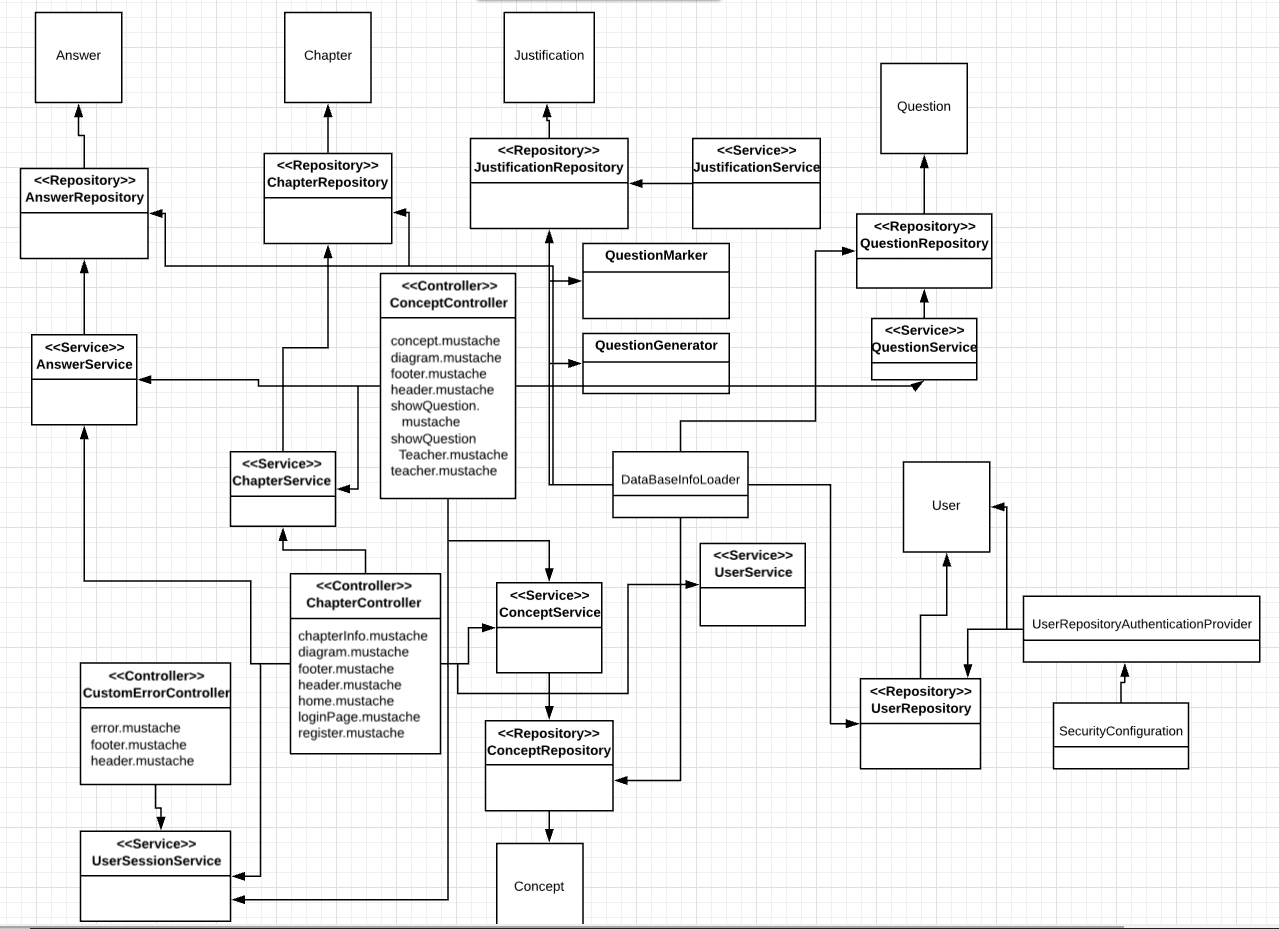 Answer
Chapter
Justification
Question
<<Repository>>
AnswerRepository
<<Repository>>
ChapterRepository
<<Repository>>
JustificationRepository
<<Service>>
JustificationService
<<Repository>>
QuestionRepository
QuestionMarker
<<Controller>>
ConceptController
concept.mustache
diagram.mustache
footer.mustache
header.mustache
showQuestion.
mustache
showQuestion
Teacher.mustache
teacher.mustache
QuestionGenerator
<<Service>>
QuestionService
<<Service>>
AnswerService
<<Service>>
ChapterService
DataBaseInfoLoader
User
<<Service>>
UserService
<<Controller>>
ChapterController
chapterInfo.mustache
diagram.mustache
footer.mustache
header.mustache
home.mustache
loginPage.mustache
register.mustache
<<Service>>
ConceptService
UserRepositoryAuthenticationProvider
<<Controller>>
CustomErrorController
error.mustache
footer.mustache
header.mustache
<<Repository>>
UserRepository
SecurityConfiguration
<<Repository>>
ConceptRepository
<<Service>>
UserSessionService
Concept